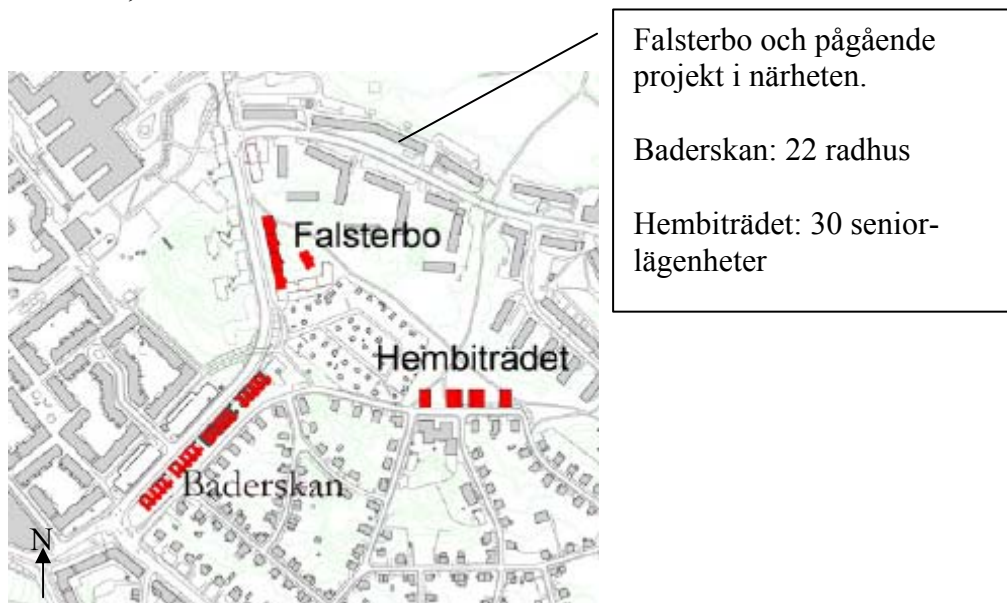 Falsterbo och pågående
projekt i närheten.
Baderskan: 22 radhus
Hembiträdet: 30 senior-
lägenheter
Falsterbo
Hembiträdet
Baderskan
N